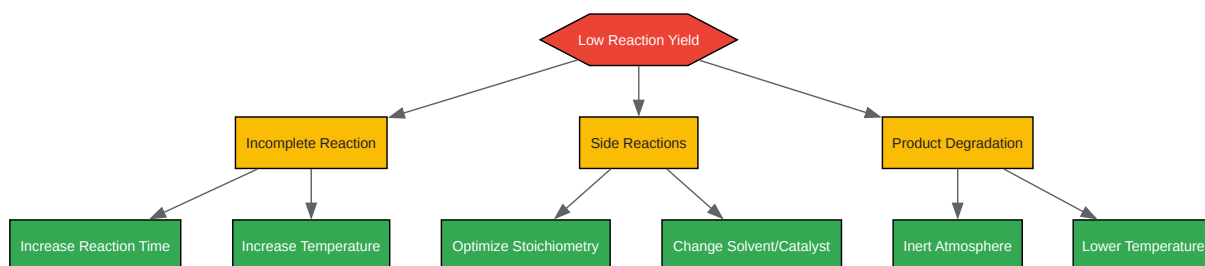 Low Reaction Yield
Incomplete Reaction
Side Reactions
Product Degradation
Increase Reaction Time
Increase Temperature
Optimize Stoichiometry
Change Solvent/Catalyst
Inert Atmosphere
Lower Temperature